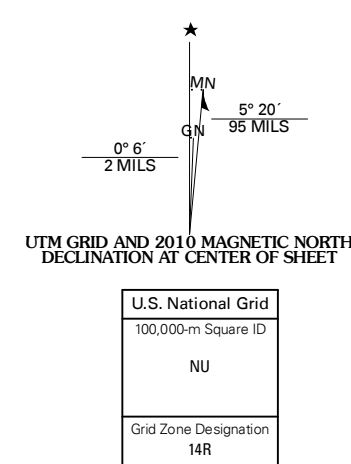 ★
MN
GN
5° 20´
95 MILS
0° 6´
2 MILS
UTM GRID AND 2010 MAGNETIC NORTH
DECLINATION AT CENTER OF SHEET
U.S. National Grid
100,000-m Square ID
NU
Grid Zone Designation
14R